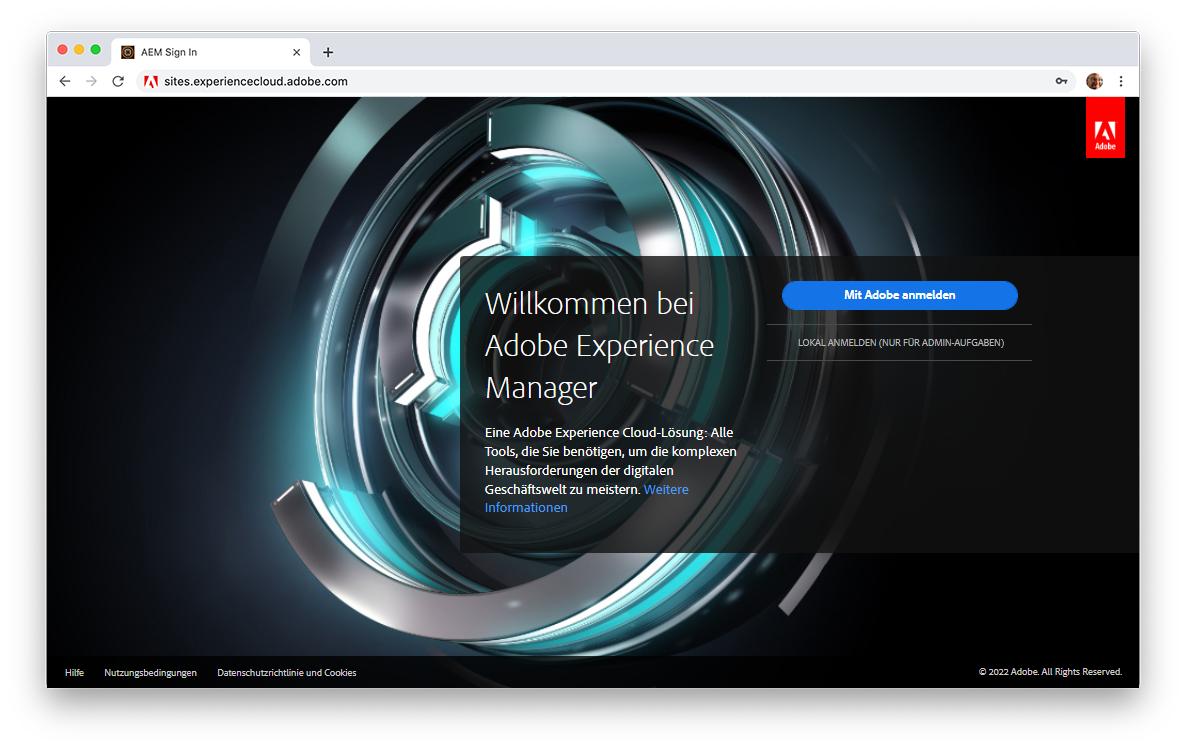 AEM Sign In
sites.experiencecloud.adobe.com
Adobe
Willkommen bei
Adobe Experience
Manager
Eine Adobe Experience Cloud-Lösung: Alle
Tools, die Sie benötigen, um die komplexen
Herausforderungen der digitalen
Geschäftswelt zu meistern. Weitere
Informationen
Mit Adobe anmelden
LOKAL ANMELDEN (NUR FÜR ADMIN-AUFGABEN)
Hilfe Nutzungsbedingungen Datenschutzrichtlinie und Cookies © 2022 Adobe. All Rights Reserved.